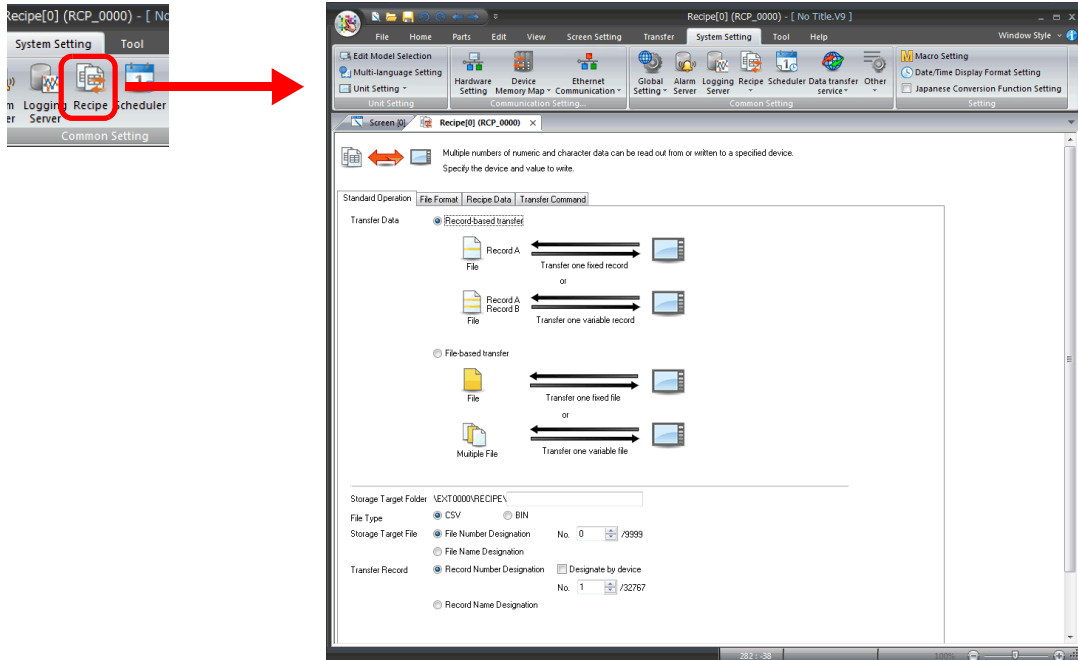 Recipe[0] (RCP_0000) - [ No
System Setting Tool
Logging Server
Recipe
Scheduler
Common Setting
Recipe[0] (RCP_0000) - [ No Title.V9 ]
File Home Parts Edit View Screen Setting Transfer System Setting Tool Help Window Style
Edit Model Selection
Multi-language Setting
Unit Setting
Unit Setting
Hardware Setting
Device Memory Map
Ethernet Communication
Communication Setting...
Global Setting
Alarm Server
Logging Server
Recipe
Scheduler
Data transfer service
Other
Common Setting
Macro Setting
Date/Time Display Format Setting
Japanese Conversion Function Setting
Setting
Screen [0] Recipe[0] (RCP_0000) ×
Multiple numbers of numeric and character data can be read out from or written to a specified device.
Specify the device and value to write.
Standard Operation File Format Recipe Data Transfer Command
Transfer Data Record-based transfer
Record A
File
Transfer one fixed record
or
Record A
Record B
File
Transfer one variable record
File-based transfer
File
Transfer one fixed file
or
Muitiple File
Transfer one variable file
Storage Target Folder \EXT0000\RECIPE\
File Type CSV BIN
Storage Target File File Number Designation No. 0 /9999
File Name Designation
Transfer Record Record Number Designation Designate by device
No. 1 /32767
Record Name Designation
282 : -38 100%